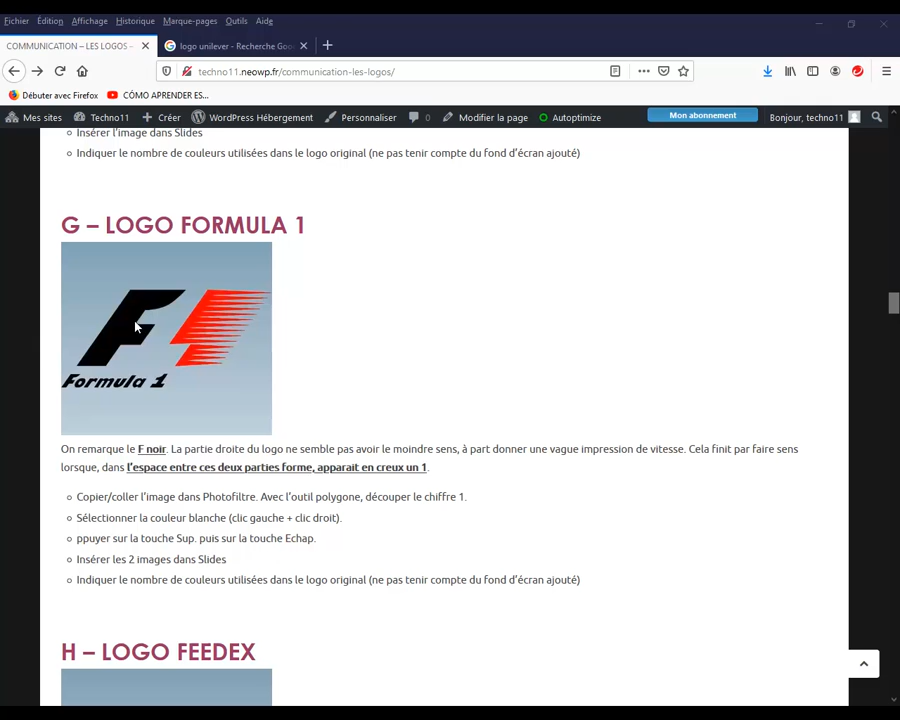 Fichier Édition Affichage Historique Marque-pages Outils Aide
COMMUNICATION – LES LOGOS –
logo unilever - Recherche Goo
techno11.neowp.fr/communication-les-logos/
Débuter avec Firefox CÓMO APRENDER ES...
Mes sites Techno11 Créer WordPress Hébergement Personnaliser 0 Modifier la page Autoptimize Mon abonnement Bonjour, techno11
Insérer l'image dans Slides
Indiquer le nombre de couleurs utilisées dans le logo original (ne pas tenir compte du fond d'écran ajouté)
G – LOGO FORMULA 1
F
Formula 1
On remarque le F noir. La partie droite du logo ne semble pas avoir le moindre sens, à part donner une vague impression de vitesse. Cela finit par faire sens
lorsque, dans l'espace entre ces deux parties forme, apparait en creux un 1.
Copier/coller l'image dans Photofiltre. Avec l'outil polygone, découper le chiffre 1.
Sélectionner la couleur blanche (clic gauche + clic droit).
ppuyer sur la touche Sup. puis sur la touche Echap.
Insérer les 2 images dans Slides
Indiquer le nombre de couleurs utilisées dans le logo original (ne pas tenir compte du fond d'écran ajouté)
H – LOGO FEEDEX